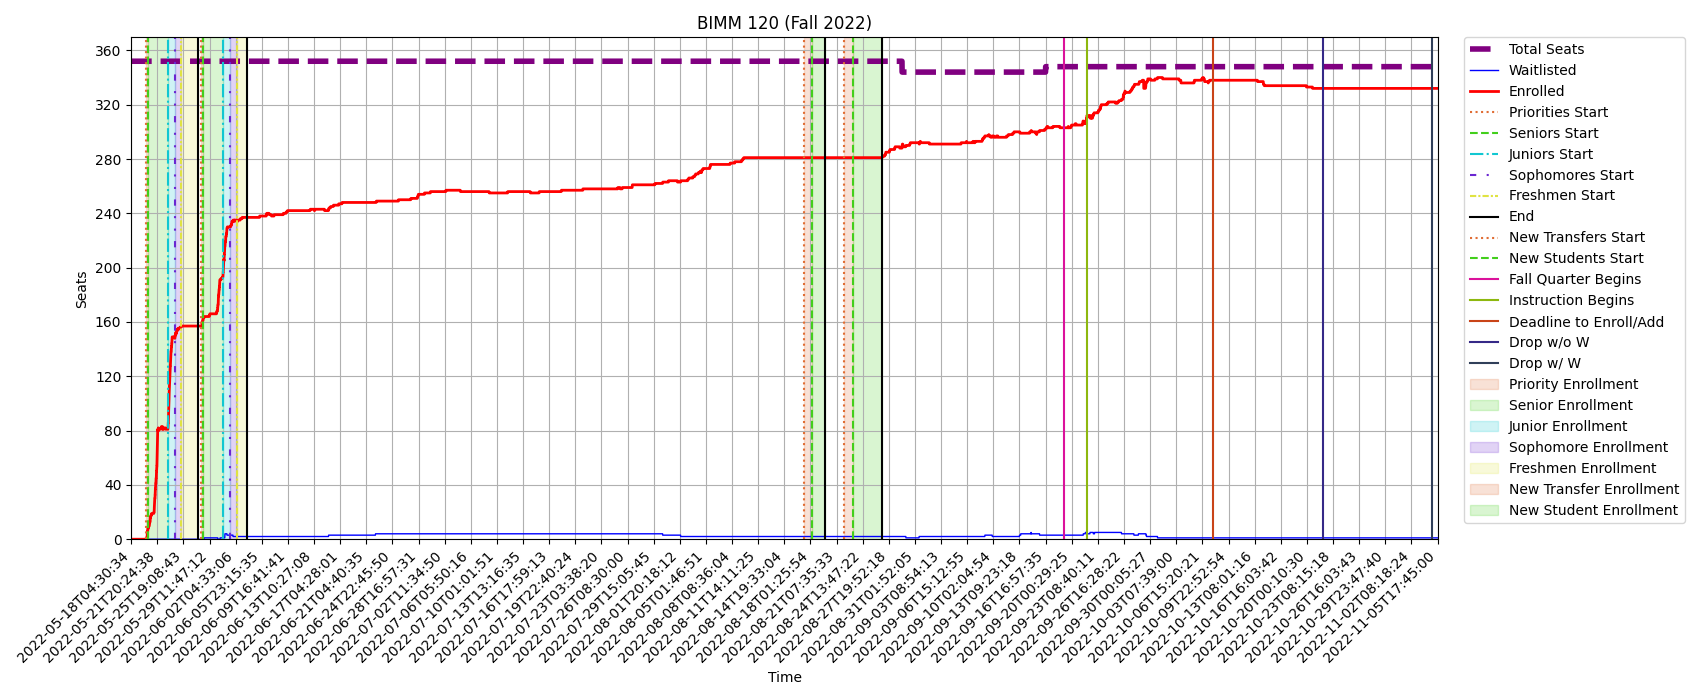 BIMM 120 (Fall 2022)
Seats
360
320
280
240
200
160
120
80
40
0
2022-05-18T04:30:34
2022-05-21T20:24:38
2022-05-25T19:08:43
2022-05-29T11:47:12
2022-06-02T04:33:06
2022-06-05T23:15:35
2022-06-09T16:41:41
2022-06-13T10:27:08
2022-06-17T04:28:01
2022-06-21T04:40:35
2022-06-24T22:45:50
2022-06-28T16:57:31
2022-07-02T11:34:50
2022-07-06T05:50:16
2022-07-10T01:01:51
2022-07-13T13:16:35
2022-07-16T17:59:13
2022-07-19T22:40:24
2022-07-23T03:38:20
2022-07-26T08:30:00
2022-07-29T15:05:45
2022-08-01T20:18:12
2022-08-05T01:46:51
2022-08-08T08:36:04
2022-08-11T14:11:25
2022-08-14T19:33:04
2022-08-18T01:25:54
2022-08-21T07:35:33
2022-08-24T13:47:22
2022-08-27T19:52:18
2022-08-31T01:52:05
2022-09-03T08:54:13
2022-09-06T15:12:55
2022-09-10T02:04:54
2022-09-13T09:23:18
2022-09-16T16:57:35
2022-09-20T00:29:25
2022-09-23T08:40:11
2022-09-26T16:28:22
2022-09-30T00:05:27
2022-10-03T07:39:00
2022-10-06T15:20:21
2022-10-09T22:52:54
2022-10-13T08:01:16
2022-10-16T16:03:42
2022-10-20T00:10:30
2022-10-23T08:15:18
2022-10-26T16:03:43
2022-10-29T23:47:40
2022-11-02T08:18:24
2022-11-05T17:45:00
Time
Total Seats
Waitlisted
Enrolled
Priorities Start
Seniors Start
Juniors Start
Sophomores Start
Freshmen Start
End
New Transfers Start
New Students Start
Fall Quarter Begins
Instruction Begins
Deadline to Enroll/Add
Drop w/o W
Drop w/ W
Priority Enrollment
Senior Enrollment
Junior Enrollment
Sophomore Enrollment
Freshmen Enrollment
New Transfer Enrollment
New Student Enrollment